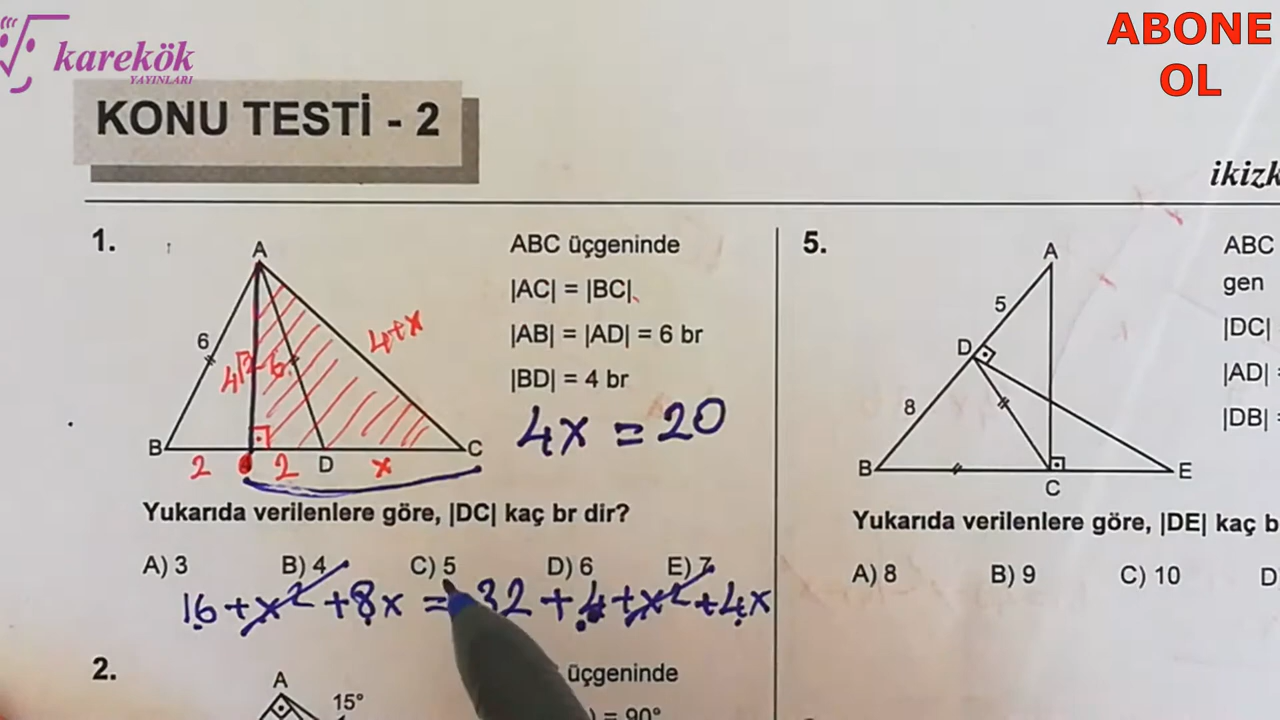 karekök
YAYINLARI
ABONE
OL
KONU TESTİ - 2
ikizk
1.
A
6
4√2
6
4+x
B
2
2
D
x
C
ABC üçgeninde
|AC| = |BC|
|AB| = |AD| = 6 br
|BD| = 4 br
4x = 20
Yukarıda verilenlere göre, |DC| kaç br dir?
A) 3 B) 4 C) 5 D) 6 E) 7
16 + x² + 8x = 32 + 4 + x² + 4x
2.
A
15°
üçgeninde
) = 90°
5.
A
5
D
8
B
C
E
ABC
gen
|DC|
|AD| =
|DB| =
Yukarıda verilenlere göre, |DE| kaç b
A) 8 B) 9 C) 10 D